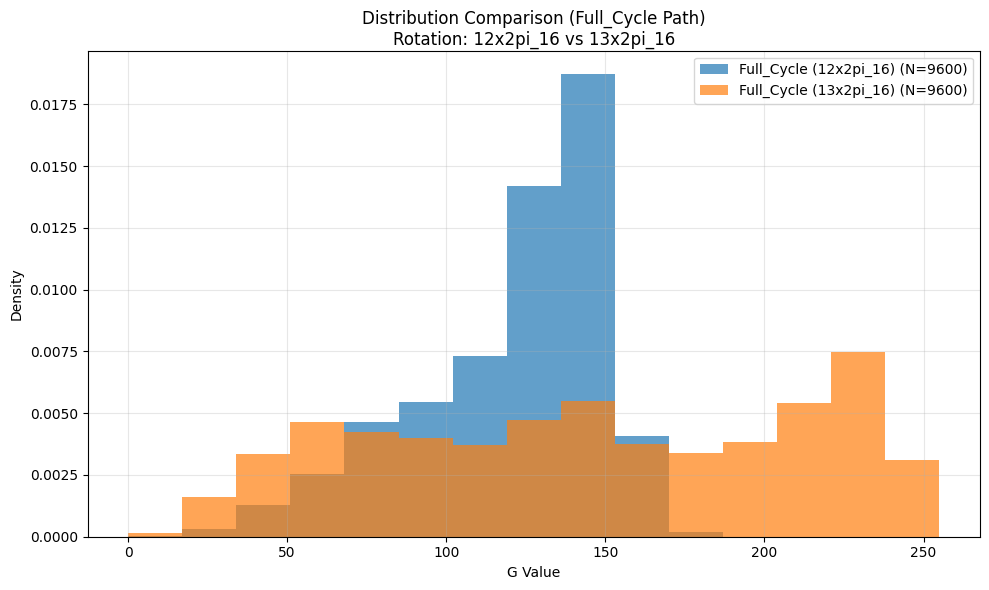 Distribution Comparison (Full_Cycle Path)
Rotation: 12x2pi_16 vs 13x2pi_16
Full_Cycle (12x2pi_16) (N=9600)
Full_Cycle (13x2pi_16) (N=9600)
Density
0.0175
0.0150
0.0125
0.0100
0.0075
0.0050
0.0025
0.0000
0
50
100
150
200
250
G Value